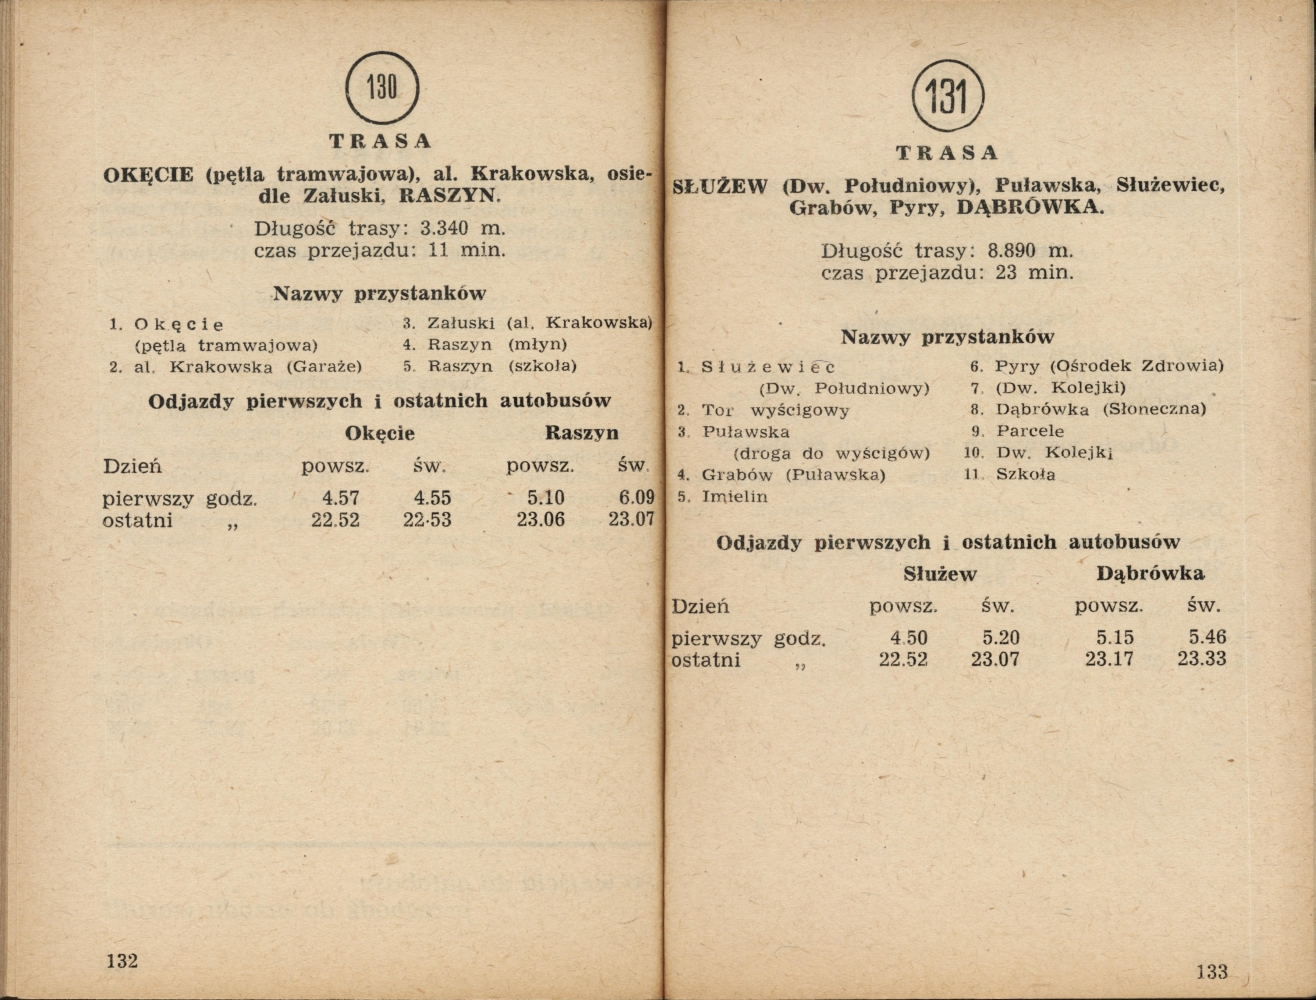 130
TRASA
OKĘCIE (pętla tramwajowa), al. Krakowska, osie-
dle Załuski, RASZYN.
Długość trasy: 3.340 m.
czas przejazdu: 11 min.
Nazwy przystanków
1. Okęcie
(pętla tramwajowa)
2. al. Krakowska (Garaże)
3. Załuski (al. Krakowska)
4. Raszyn (młyn)
5. Raszyn (szkoła)
Odjazdy pierwszych i ostatnich autobusów
Okęcie Raszyn
Dzień powsz. św. powsz. św.
pierwszy godz. 4.57 4.55 5.10 6.09
ostatni „ 22.52 22.53 23.06 23.07
132
131
TRASA
SŁUŻEW (Dw. Południowy), Puławska, Służewiec,
Grabów, Pyry, DĄBRÓWKA.
Długość trasy: 8.890 m.
czas przejazdu: 23 min.
Nazwy przystanków
1. Służewiec
(Dw. Południowy)
2. Tor wyścigowy
3. Puławska
(droga do wyścigów)
4. Grabów (Puławska)
5. Imielin
6. Pyry (Ośrodek Zdrowia)
7. (Dw. Kolejki)
8. Dąbrówka (Słoneczna)
9. Parcele
10. Dw. Kolejki
11. Szkoła
Odjazdy pierwszych i ostatnich autobusów
Służew Dąbrówka
Dzień powsz. św. powsz. św.
pierwszy godz. 4.50 5.20 5.15 5.46
ostatni „ 22.52 23.07 23.17 23.33
133